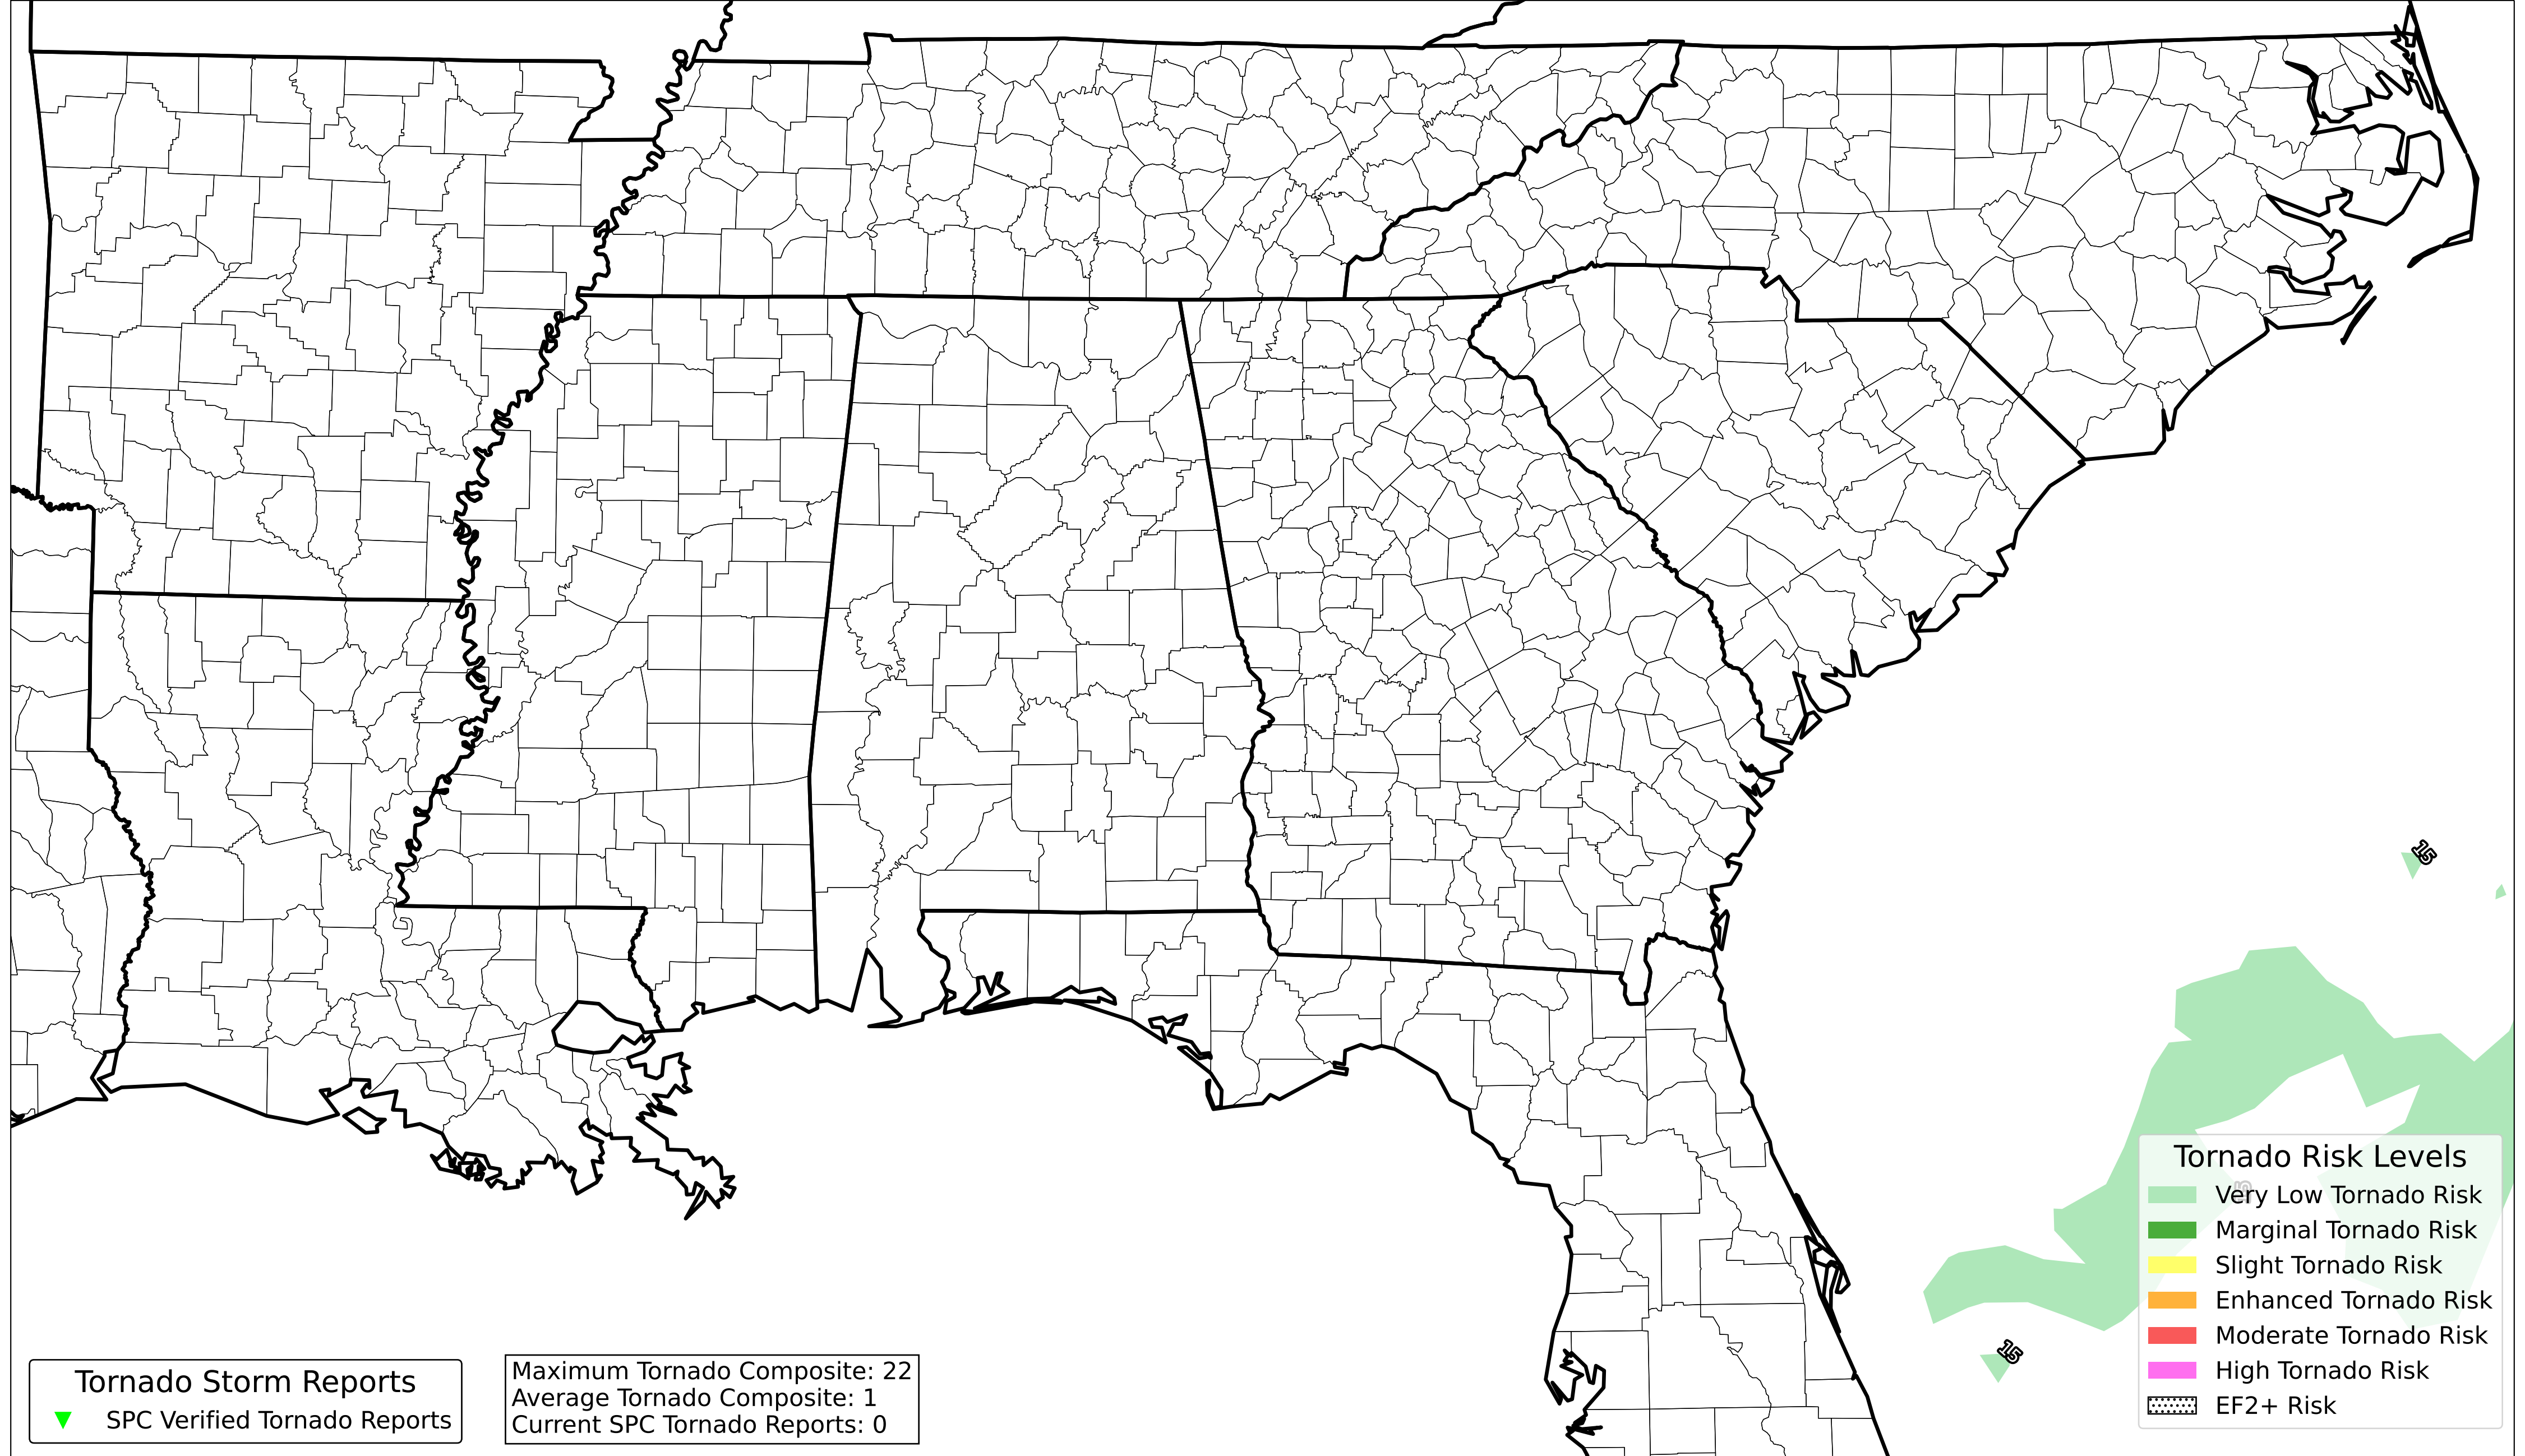 15
15
Tornado Risk Levels
Very Low Tornado Risk
Marginal Tornado Risk
Slight Tornado Risk
Enhanced Tornado Risk
Moderate Tornado Risk
High Tornado Risk
EF2+ Risk
Tornado Storm Reports
SPC Verified Tornado Reports
Maximum Tornado Composite: 22
Average Tornado Composite: 1
Current SPC Tornado Reports: 0